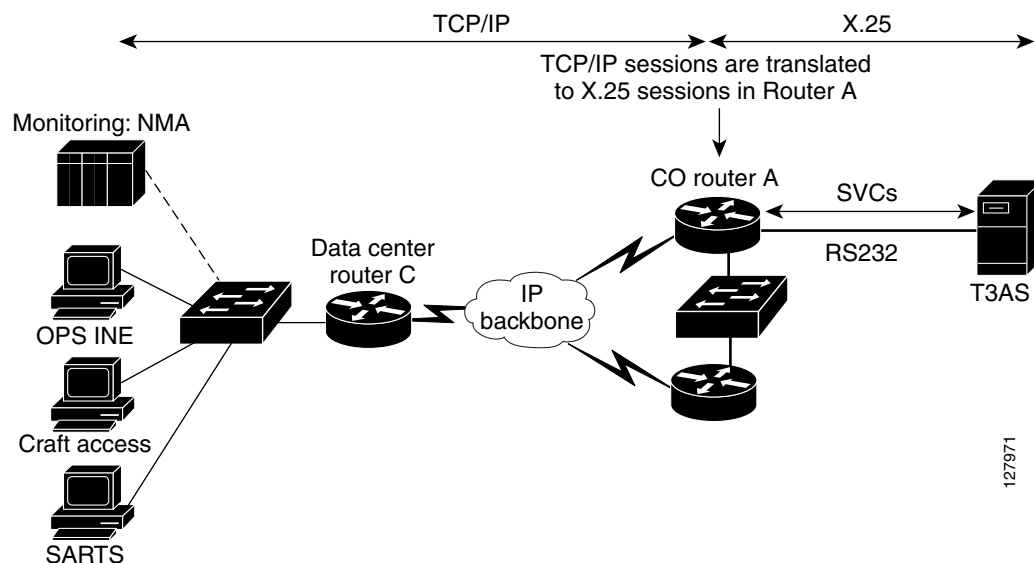 TCP/IP
X.25
TCP/IP sessions are translated
to X.25 sessions in Router A
Monitoring: NMA
CO router A
SVCs
RS232
T3AS
Data center
router C
IP
backbone
OPS INE
Craft access
SARTS
127971